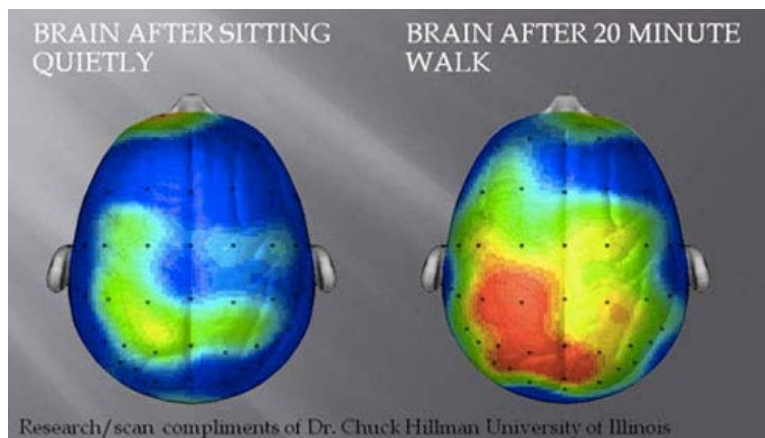 BRAIN AFTER SITTING
QUIETLY
BRAIN AFTER 20 MINUTE
WALK
Research/scan compliments of Dr. Chuck Hillman University of Illinois